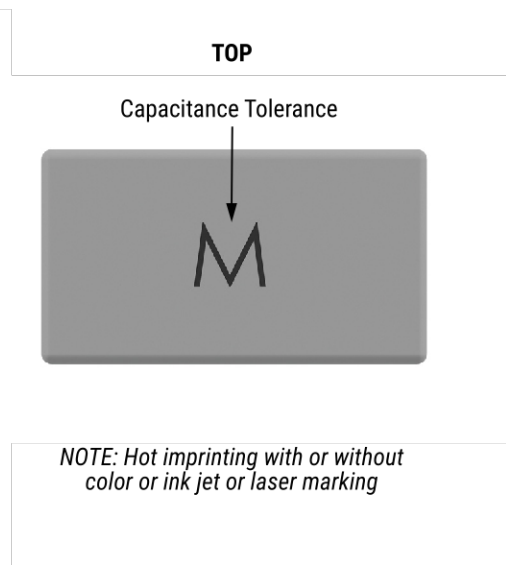 TOP
Capacitance Tolerance
M
NOTE: Hot imprinting with or without
color or ink jet or laser marking